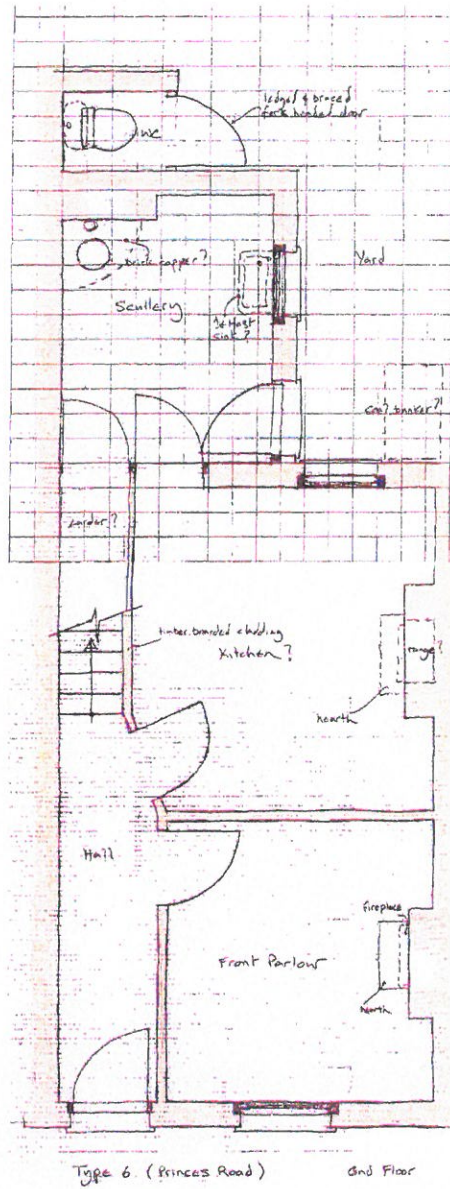 ledged & braced
WC
brick copper?
Yard
Scullery
sink?
coal bunker?
Larder?
timber boarded cladding
Kitchen?
range?
hearth
Hall
fireplace
Front Parlour
hearth
Type 6. (Princes Road)
Gnd Floor